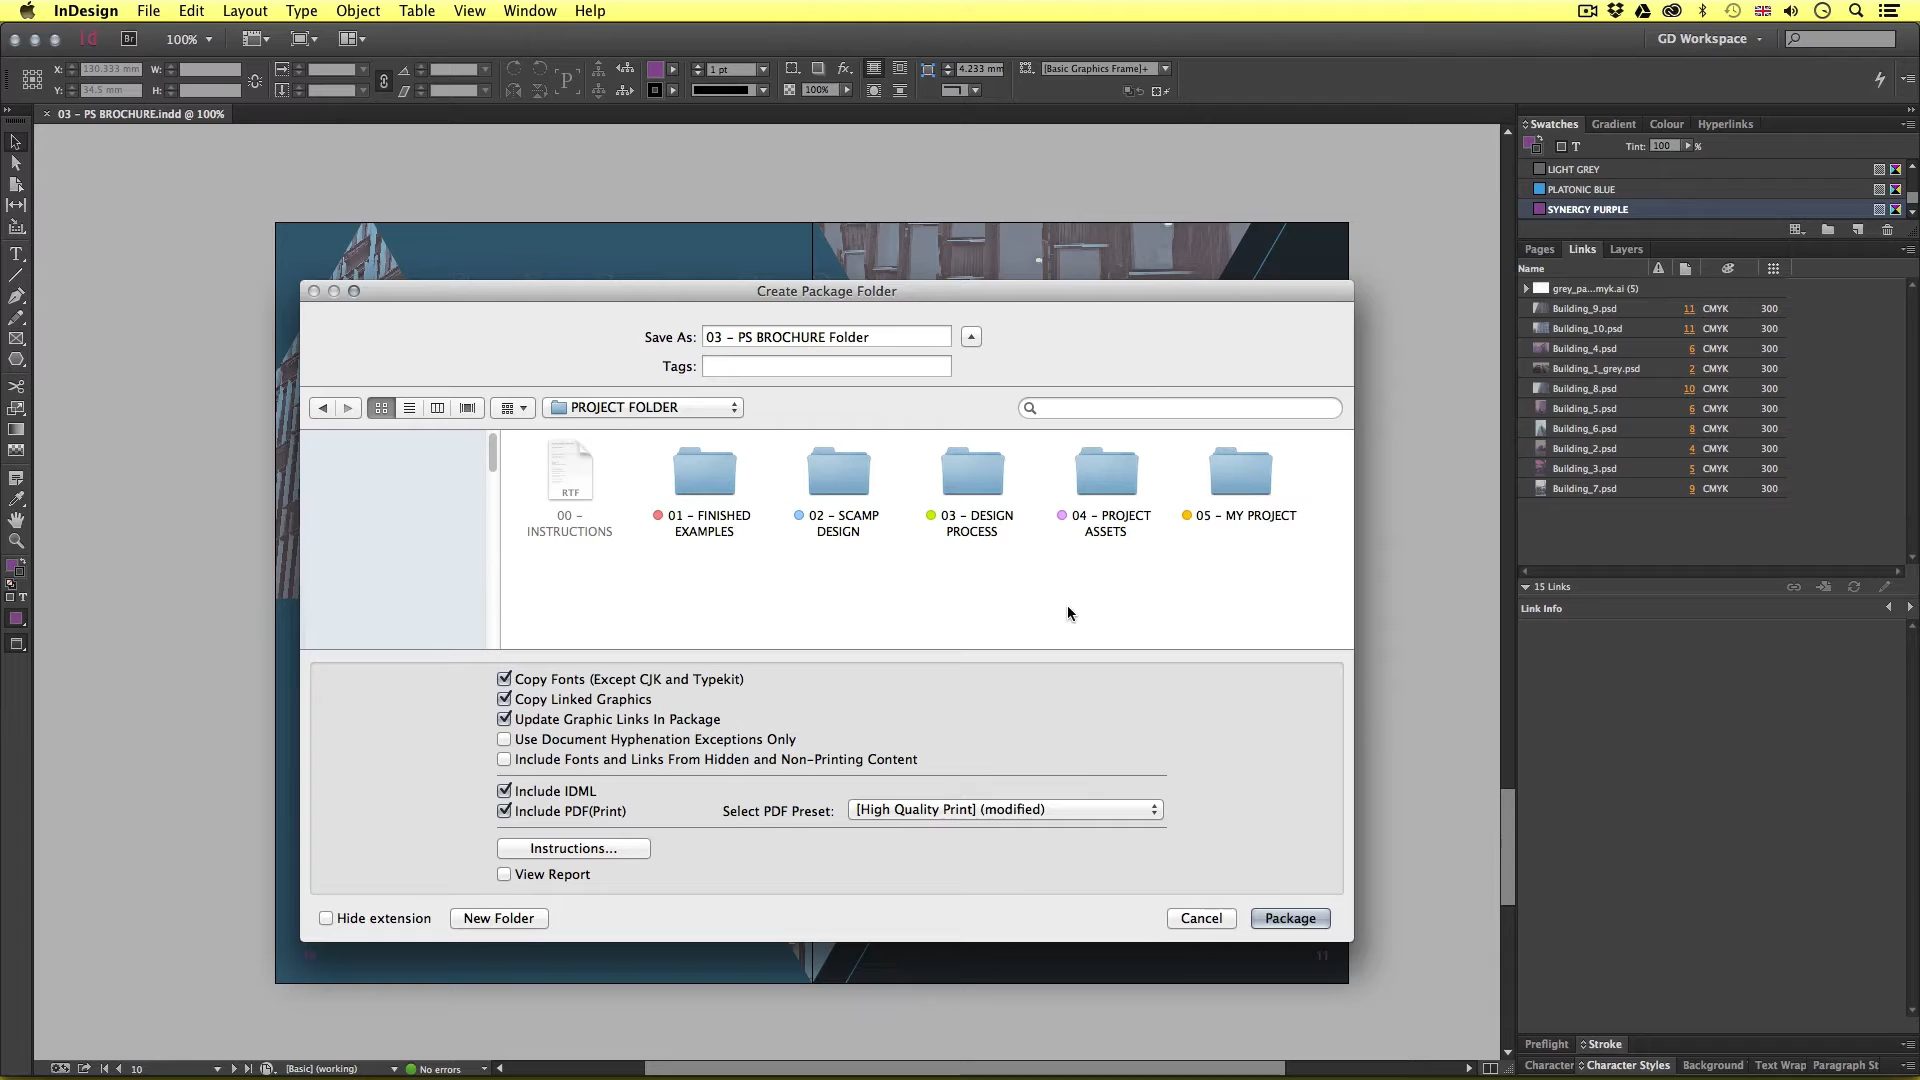 InDesign File Edit Layout Type Object Table View Window Help
Id Br 100% GD Workspace
X: 130.333 mm W: 1 pt fx 4.233 mm [Basic Graphics Frame]+
Y: 34.5 mm H: P 100%
× 03 - PS BROCHURE.indd @ 100%
Swatches Gradient Colour Hyperlinks
T Tint: 100 %
LIGHT GREY
PLATONIC BLUE
SYNERGY PURPLE
Pages Links Layers
Name
grey_pa...myk.ai (5)
Building_9.psd 11 CMYK 300
Building_10.psd 11 CMYK 300
Building_4.psd 6 CMYK 300
Building_1_grey.psd 2 CMYK 300
Building_8.psd 10 CMYK 300
Building_5.psd 6 CMYK 300
Building_6.psd 8 CMYK 300
Building_2.psd 4 CMYK 300
Building_3.psd 5 CMYK 300
Building_7.psd 9 CMYK 300
15 Links
Link Info
Create Package Folder
Save As: 03 - PS BROCHURE Folder
Tags:
PROJECT FOLDER
RTF
00 - INSTRUCTIONS
01 - FINISHED EXAMPLES
02 - SCAMP DESIGN
03 - DESIGN PROCESS
04 - PROJECT ASSETS
05 - MY PROJECT
Copy Fonts (Except CJK and Typekit)
Copy Linked Graphics
Update Graphic Links In Package
Use Document Hyphenation Exceptions Only
Include Fonts and Links From Hidden and Non-Printing Content
Include IDML
Include PDF(Print) Select PDF Preset: [High Quality Print] (modified)
Instructions...
View Report
Hide extension New Folder Cancel Package
11
Preflight Stroke
10 [Basic] (working) No errors
Character Character Styles Background Text Wrap Paragraph St